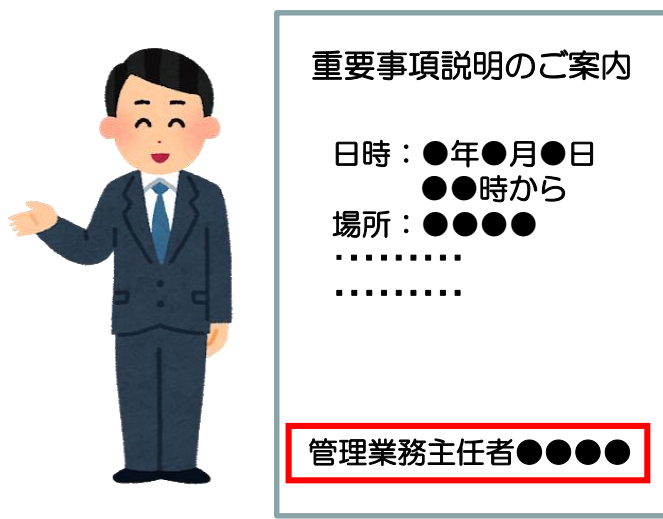 重要事項説明のご案内
日時：●年●月●日
●●時から
場所：●●●●
・・・・・・・・・
・・・・・・・・・
管理業務主任者●●●●